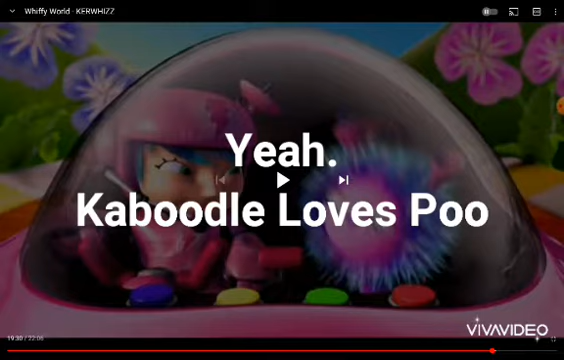 Whiffy World - KERWHIZZ
Yeah.
Kaboodle Loves Poo
VIVAVIDEO
19:30 / 22:06